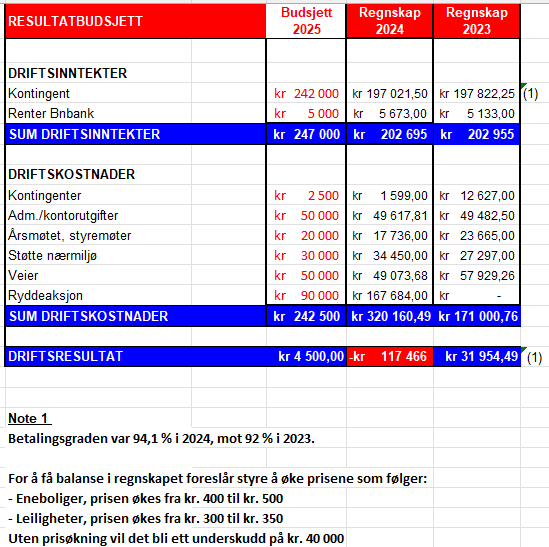 RESULTATBUDSJETT Budsjett 2025 Regnskap 2024 Regnskap 2023
DRIFTSINNTEKTER
Kontingent kr 242 000 kr 197 021,50 kr 197 822,25 (1)
Renter Bnbank kr 5 000 kr 5 673,00 kr 5 133,00
SUM DRIFTSINNTEKTER kr 247 000 kr 202 695 kr 202 955
DRIFTSKOSTNADER
Kontingenter kr 2 500 kr 1 599,00 kr 12 627,00
Adm./kontorutgifter kr 50 000 kr 49 617,81 kr 49 482,50
Årsmøtet, styremøter kr 20 000 kr 17 736,00 kr 23 665,00
Støtte nærmiljø kr 30 000 kr 34 450,00 kr 27 297,00
Veier kr 50 000 kr 49 073,68 kr 57 929,26
Ryddeaksjon kr 90 000 kr 167 684,00 kr -
SUM DRIFTSKOSTNADER kr 242 500 kr 320 160,49 kr 171 000,76
DRIFTSRESULTAT kr 4 500,00 -kr 117 466 kr 31 954,49 (1)
Note 1
Betalingsgraden var 94,1 % i 2024, mot 92 % i 2023.
For å få balanse i regnskapet foreslår styre å øke prisene som følger:
- Eneboliger, prisen økes fra kr. 400 til kr. 500
- Leiligheter, prisen økes fra kr. 300 til kr. 350
Uten prisøkning vil det bli ett underskudd på kr. 40 000